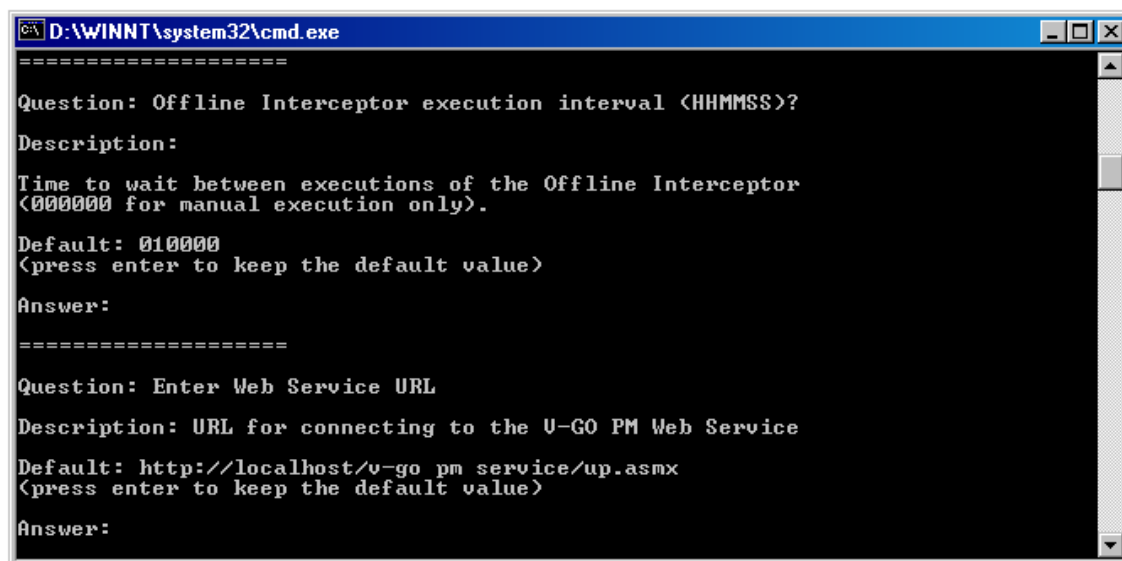 D:\WINNT\system32\cmd.exe
====================
Question: Offline Interceptor execution interval (HHMMSS)?
Description:
Time to wait between executions of the Offline Interceptor
(000000 for manual execution only).
Default: 010000
(press enter to keep the default value)
Answer:
====================
Question: Enter Web Service URL
Description: URL for connecting to the V-GO PM Web Service
Default: http://localhost/v-go pm service/up.asmx
(press enter to keep the default value)
Answer: